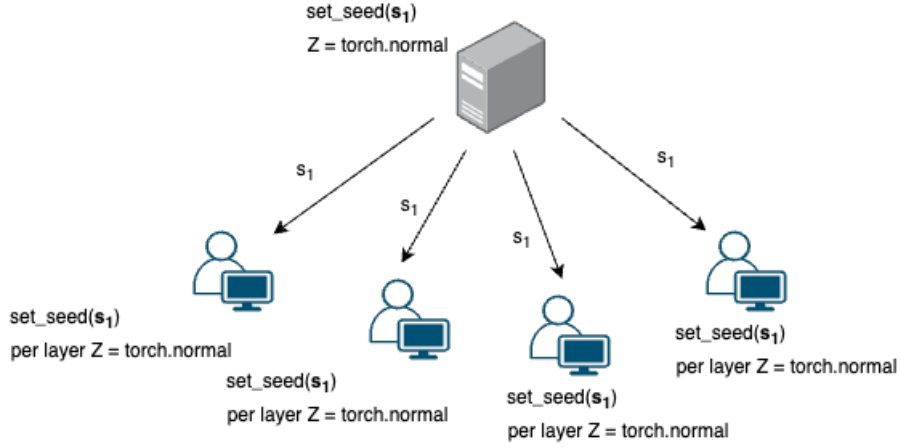 set_seed(s₁)
Z = torch.normal
s₁
s₁
s₁
s₁
set_seed(s₁)
per layer Z = torch.normal
set_seed(s₁)
per layer Z = torch.normal
set_seed(s₁)
per layer Z = torch.normal
set_seed(s₁)
per layer Z = torch.normal